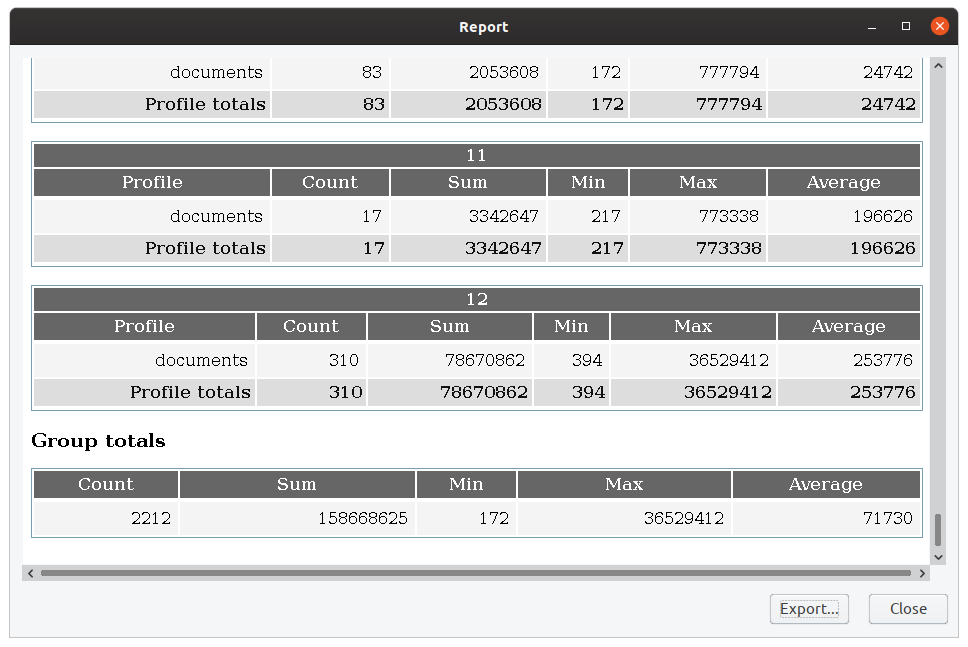 Report
documents 83 2053608 172 777794 24742
Profile totals 83 2053608 172 777794 24742
11
Profile Count Sum Min Max Average
documents 17 3342647 217 773338 196626
Profile totals 17 3342647 217 773338 196626
12
Profile Count Sum Min Max Average
documents 310 78670862 394 36529412 253776
Profile totals 310 78670862 394 36529412 253776
Group totals
Count Sum Min Max Average
2212 158668625 172 36529412 71730
Export... Close